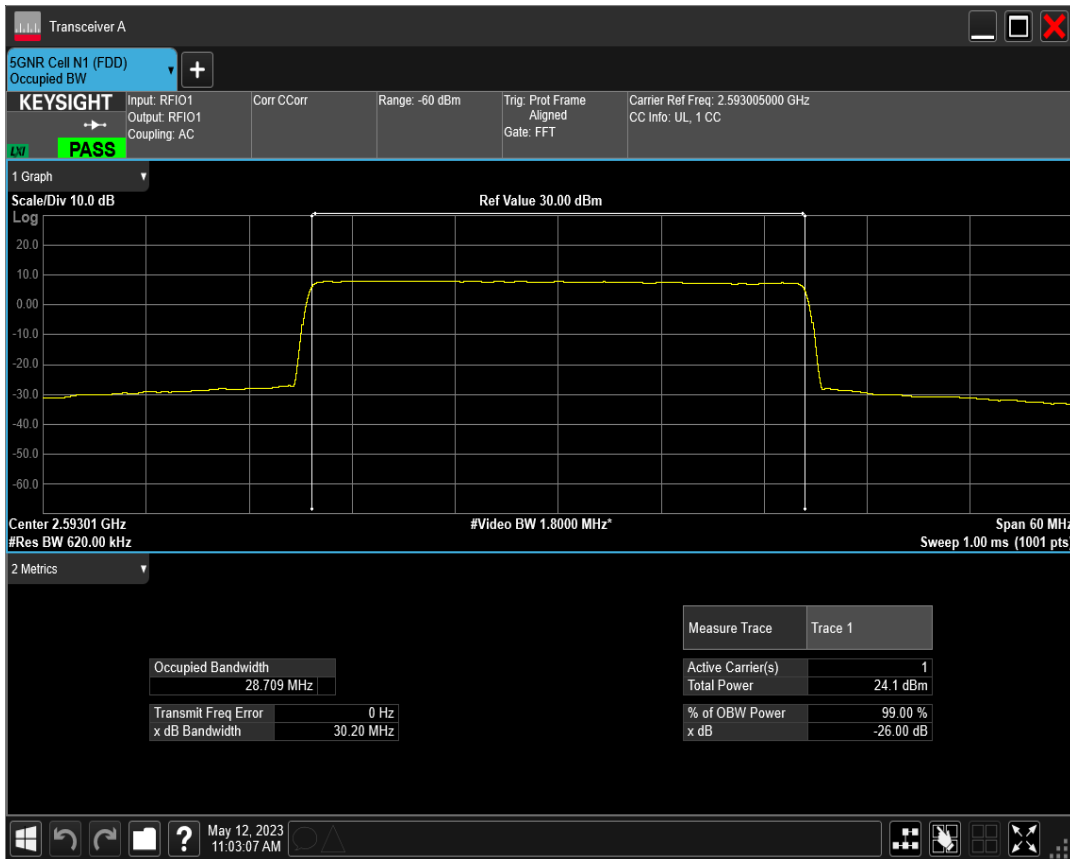 Transceiver A
5GNR Cell N1 (FDD)
Occupied BW
+
KEYSIGHT
LXI
PASS
Input: RFIO1
Output: RFIO1
Coupling: AC
Corr CCorr
Range: -60 dBm
Trig: Prot Frame
Aligned
Gate: FFT
Carrier Ref Freq: 2.593005000 GHz
CC Info: UL, 1 CC
1 Graph
Scale/Div 10.0 dB
Ref Value 30.00 dBm
Log
20.0
10.0
0.00
-10.0
-20.0
-30.0
-40.0
-50.0
-60.0
Center 2.59301 GHz
#Video BW 1.8000 MHz*
Span 60 MHz
#Res BW 620.00 kHz
Sweep 1.00 ms (1001 pts)
2 Metrics
Measure Trace Trace 1
Occupied Bandwidth
28.709 MHz
Active Carrier(s) 1
Total Power 24.1 dBm
Transmit Freq Error 0 Hz
x dB Bandwidth 30.20 MHz
% of OBW Power 99.00 %
x dB -26.00 dB
?
May 12, 2023
11:03:07 AM